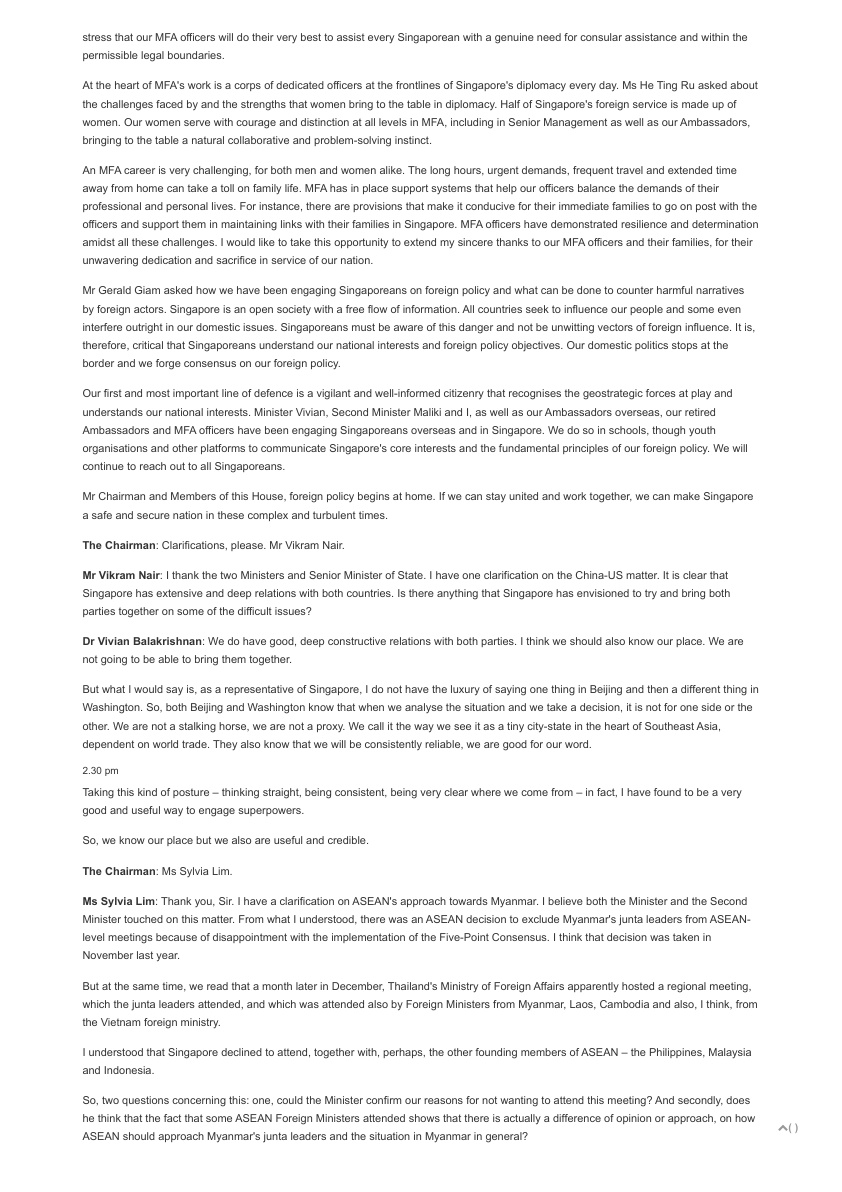 stress that our MFA officers will do their very best to assist every Singaporean with a genuine need for consular assistance and within the
permissible legal boundaries.
At the heart of MFA's work is a corps of dedicated officers at the frontlines of Singapore's diplomacy every day. Ms He Ting Ru asked about
the challenges faced by and the strengths that women bring to the table in diplomacy. Half of Singapore's foreign service is made up of
women. Our women serve with courage and distinction at all levels in MFA, including in Senior Management as well as our Ambassadors,
bringing to the table a natural collaborative and problem-solving instinct.
An MFA career is very challenging, for both men and women alike. The long hours, urgent demands, frequent travel and extended time
away from home can take a toll on family life. MFA has in place support systems that help our officers balance the demands of their
professional and personal lives. For instance, there are provisions that make it conducive for their immediate families to go on post with the
officers and support them in maintaining links with their families in Singapore. MFA officers have demonstrated resilience and determination
amidst all these challenges. I would like to take this opportunity to extend my sincere thanks to our MFA officers and their families, for their
unwavering dedication and sacrifice in service of our nation.
Mr Gerald Giam asked how we have been engaging Singaporeans on foreign policy and what can be done to counter harmful narratives
by foreign actors. Singapore is an open society with a free flow of information. All countries seek to influence our people and some even
interfere outright in our domestic issues. Singaporeans must be aware of this danger and not be unwitting vectors of foreign influence. It is,
therefore, critical that Singaporeans understand our national interests and foreign policy objectives. Our domestic politics stops at the
border and we forge consensus on our foreign policy.
Our first and most important line of defence is a vigilant and well-informed citizenry that recognises the geostrategic forces at play and
understands our national interests. Minister Vivian, Second Minister Maliki and I, as well as our Ambassadors overseas, our retired
Ambassadors and MFA officers have been engaging Singaporeans overseas and in Singapore. We do so in schools, though youth
organisations and other platforms to communicate Singapore's core interests and the fundamental principles of our foreign policy. We will
continue to reach out to all Singaporeans.
Mr Chairman and Members of this House, foreign policy begins at home. If we can stay united and work together, we can make Singapore
a safe and secure nation in these complex and turbulent times.
The Chairman: Clarifications, please. Mr Vikram Nair.
Mr Vikram Nair: I thank the two Ministers and Senior Minister of State. I have one clarification on the China-US matter. It is clear that
Singapore has extensive and deep relations with both countries. Is there anything that Singapore has envisioned to try and bring both
parties together on some of the difficult issues?
Dr Vivian Balakrishnan: We do have good, deep constructive relations with both parties. I think we should also know our place. We are
not going to be able to bring them together.
But what I would say is, as a representative of Singapore, I do not have the luxury of saying one thing in Beijing and then a different thing in
Washington. So, both Beijing and Washington know that when we analyse the situation and we take a decision, it is not for one side or the
other. We are not a stalking horse, we are not a proxy. We call it the way we see it as a tiny city-state in the heart of Southeast Asia,
dependent on world trade. They also know that we will be consistently reliable, we are good for our word.
2.30 pm
Taking this kind of posture – thinking straight, being consistent, being very clear where we come from – in fact, I have found to be a very
good and useful way to engage superpowers.
So, we know our place but we also are useful and credible.
The Chairman: Ms Sylvia Lim.
Ms Sylvia Lim: Thank you, Sir. I have a clarification on ASEAN's approach towards Myanmar. I believe both the Minister and the Second
Minister touched on this matter. From what I understood, there was an ASEAN decision to exclude Myanmar's junta leaders from ASEAN-
level meetings because of disappointment with the implementation of the Five-Point Consensus. I think that decision was taken in
November last year.
But at the same time, we read that a month later in December, Thailand's Ministry of Foreign Affairs apparently hosted a regional meeting,
which the junta leaders attended, and which was attended also by Foreign Ministers from Myanmar, Laos, Cambodia and also, I think, from
the Vietnam foreign ministry.
I understood that Singapore declined to attend, together with, perhaps, the other founding members of ASEAN – the Philippines, Malaysia
and Indonesia.
So, two questions concerning this: one, could the Minister confirm our reasons for not wanting to attend this meeting? And secondly, does
he think that the fact that some ASEAN Foreign Ministers attended shows that there is actually a difference of opinion or approach, on how
ASEAN should approach Myanmar's junta leaders and the situation in Myanmar in general?
( )